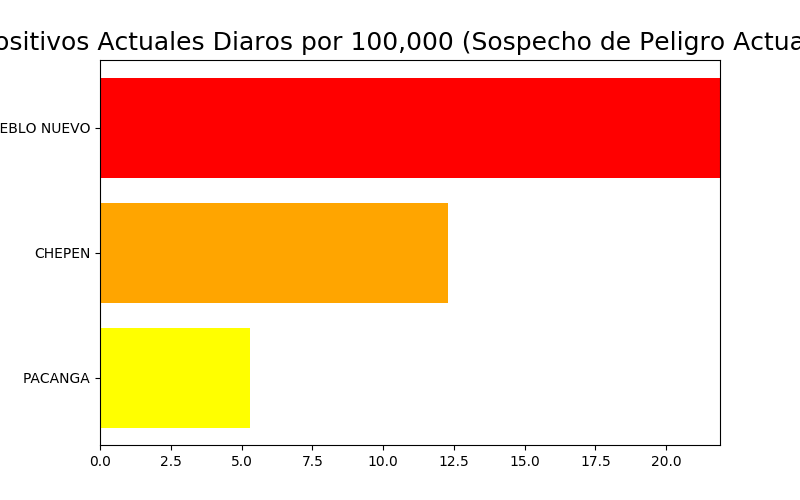 ositivos Actuales Diaros por 100,000 (Sospecho de Peligro Actua
EBLO NUEVO
CHEPEN
PACANGA
0.0 2.5 5.0 7.5 10.0 12.5 15.0 17.5 20.0